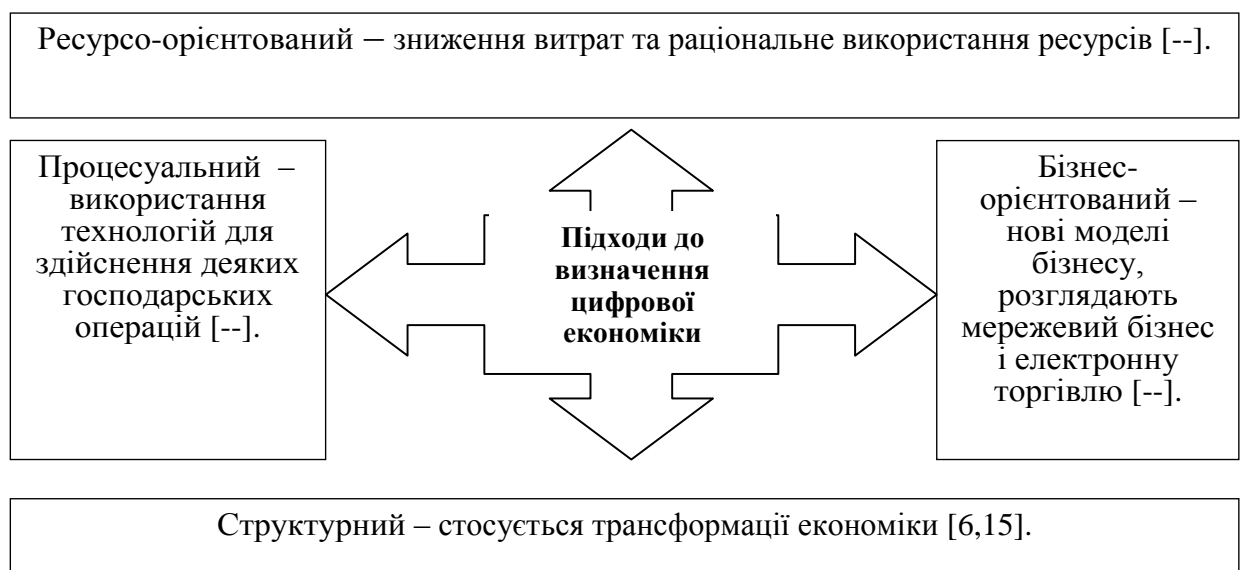 Ресурсо-орієнтований – зниження витрат та раціональне використання ресурсів [--].
Процесуальний –
використання
технологій для
здійснення деяких
господарських
операцій [--].
Підходи до
визначення
цифрової
економіки
Бізнес-
орієнтований –
нові моделі
бізнесу,
розглядають
мережевий бізнес
і електронну
торгівлю [--].
Структурний – стосується трансформації економіки [6,15].